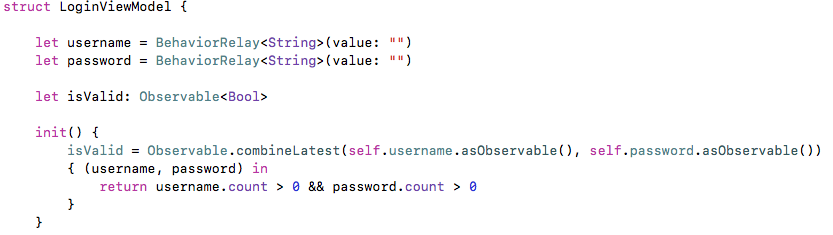 struct LoginViewModel {
let username = BehaviorRelay<String>(value: "")
let password = BehaviorRelay<String>(value: "")
let isValid: Observable<Bool>
init() {
isValid = Observable.combineLatest(self.username.asObservable(), self.password.asObservable())
{ (username, password) in
return username.count > 0 && password.count > 0
}
}